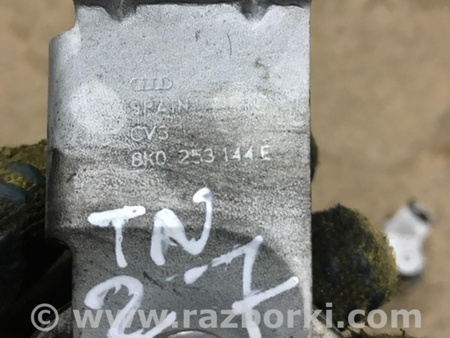 SPAIN
CV3
8K0 253 144 E
TN
2-7
© www.razborki.com/